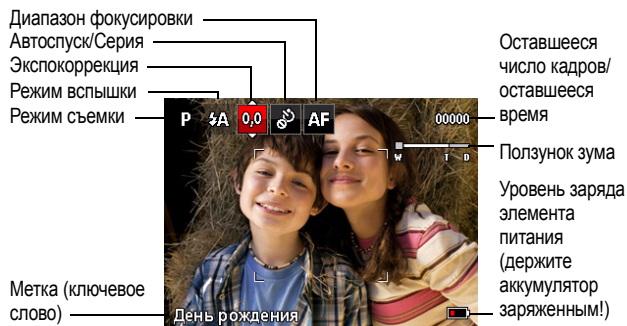 Диапазон фокусировки
Автоспуск/Серия
Экспокоррекция
Режим вспышки
Режим съемки
P
A
0,0
AF
00000
W
T
D
Оставшееся
число кадров/
оставшееся
время
Ползунок зума
Уровень заряда
элемента
питания
(держите
аккумулятор
заряженным!)
Метка (ключевое
слово)
День рождения